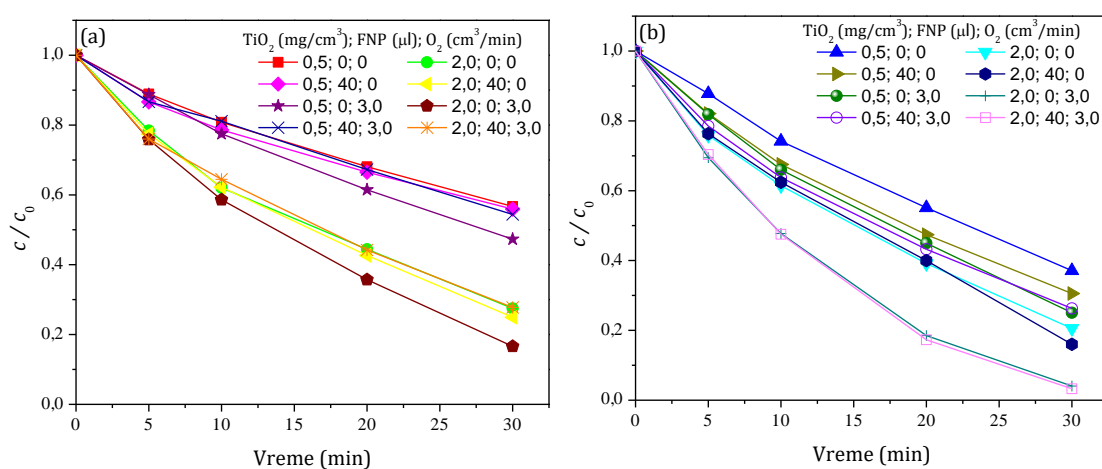 (a)
TiO2 (mg/cm3); FNP (μl); O2 (cm3/min)
0,5; 0; 0 2,0; 0; 0
0,5; 40; 0 2,0; 40; 0
0,5; 0; 3,0 2,0; 0; 3,0
0,5; 40; 3,0 2,0; 40; 3,0
c / c0
1,0
0,8
0,6
0,4
0,2
0,0
0 5 10 15 20 25 30
Vreme (min)
(b)
TiO2 (mg/cm3); FNP (μl); O2 (cm3/min)
0,5; 0; 0 2,0; 0; 0
0,5; 40; 0 2,0; 40; 0
0,5; 0; 3,0 2,0; 0; 3,0
0,5; 40; 3,0 2,0; 40; 3,0
c / c0
1,0
0,8
0,6
0,4
0,2
0,0
0 5 10 15 20 25 30
Vreme (min)